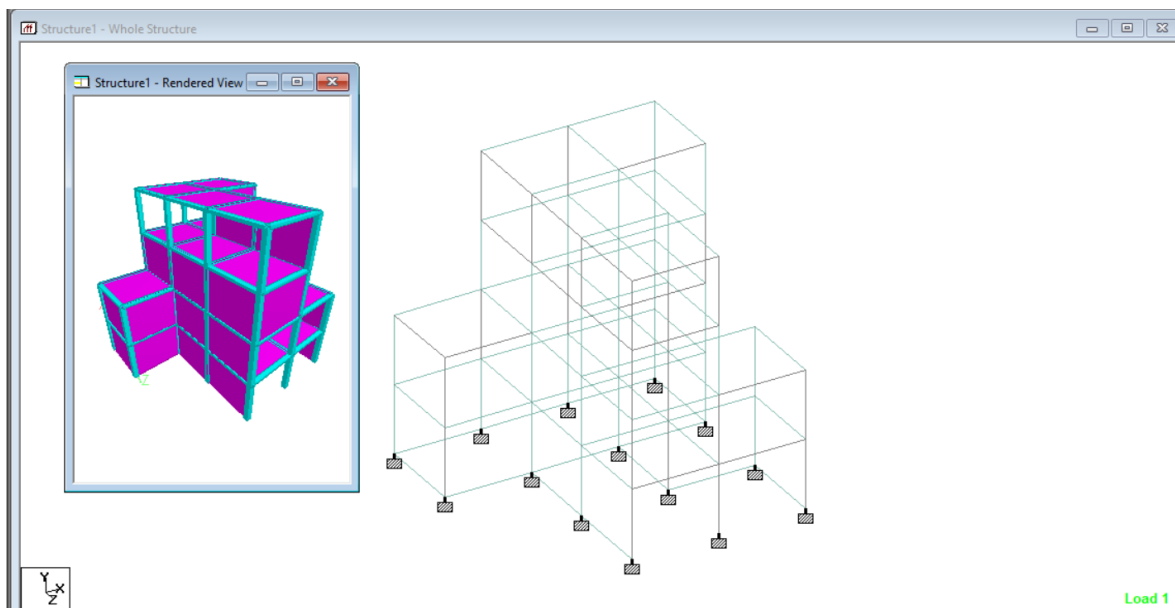 Structure1 - Whole Structure
Structure1 - Rendered View
Z
Y
X
Z
Load 1